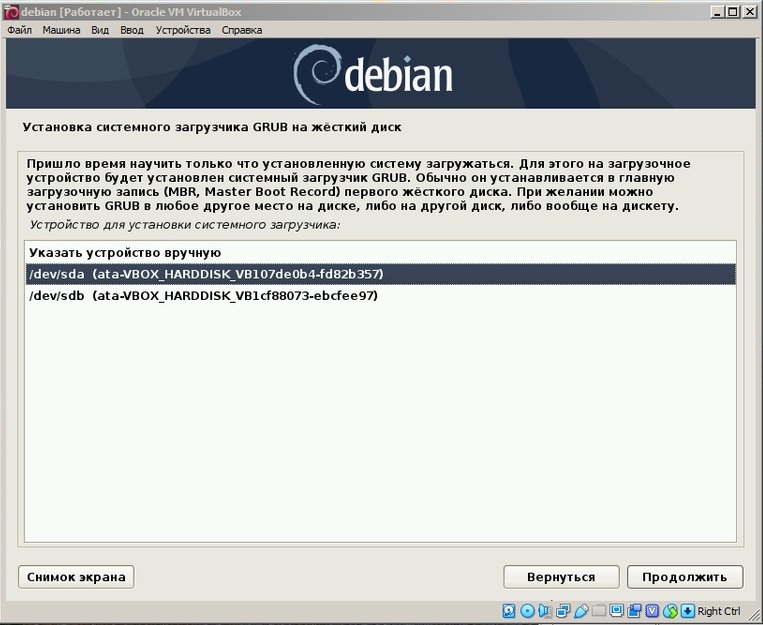 debian [Работает] - Oracle VM VirtualBox
Файл Машина Вид Ввод Устройства Справка
debian
Установка системного загрузчика GRUB на жёсткий диск
Пришло время научить только что установленную систему загружаться. Для этого на загрузочное
устройство будет установлен системный загрузчик GRUB. Обычно он устанавливается в главную
загрузочную запись (MBR, Master Boot Record) первого жёсткого диска. При желании можно
установить GRUB в любое другое место на диске, либо на другой диск, либо вообще на дискету.
Устройство для установки системного загрузчика:
Указать устройство вручную
/dev/sda (ata-VBOX_HARDDISK_VB107de0b4-fd82b357)
/dev/sdb (ata-VBOX_HARDDISK_VB1cf88073-ebcfee97)
Снимок экрана Вернуться Продолжить
Right Ctrl